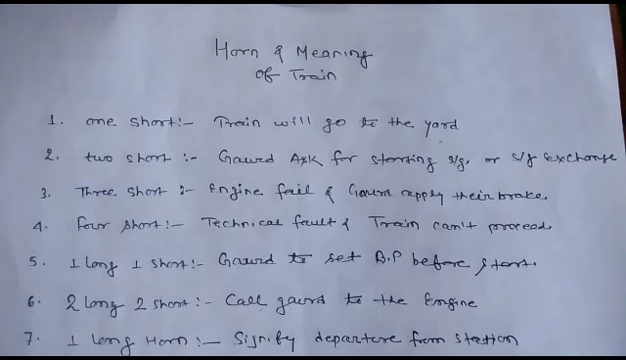 Horn & Meaning
of Train
1. one short:- Train will go to the yard
2. two short :- Gaurd Ask for starting s/g. or s/g Exchange
3. Three short :- Engine fail & Gaurd apply their brake.
4. Four short:- Technical fault & Train can't proceed
5. 1 long 1 short:- Gaurd to set B.P before start.
6. 2 long 2 short:- Call gaurd to the Engine
7. 1 long Horn :- Signify departure from station